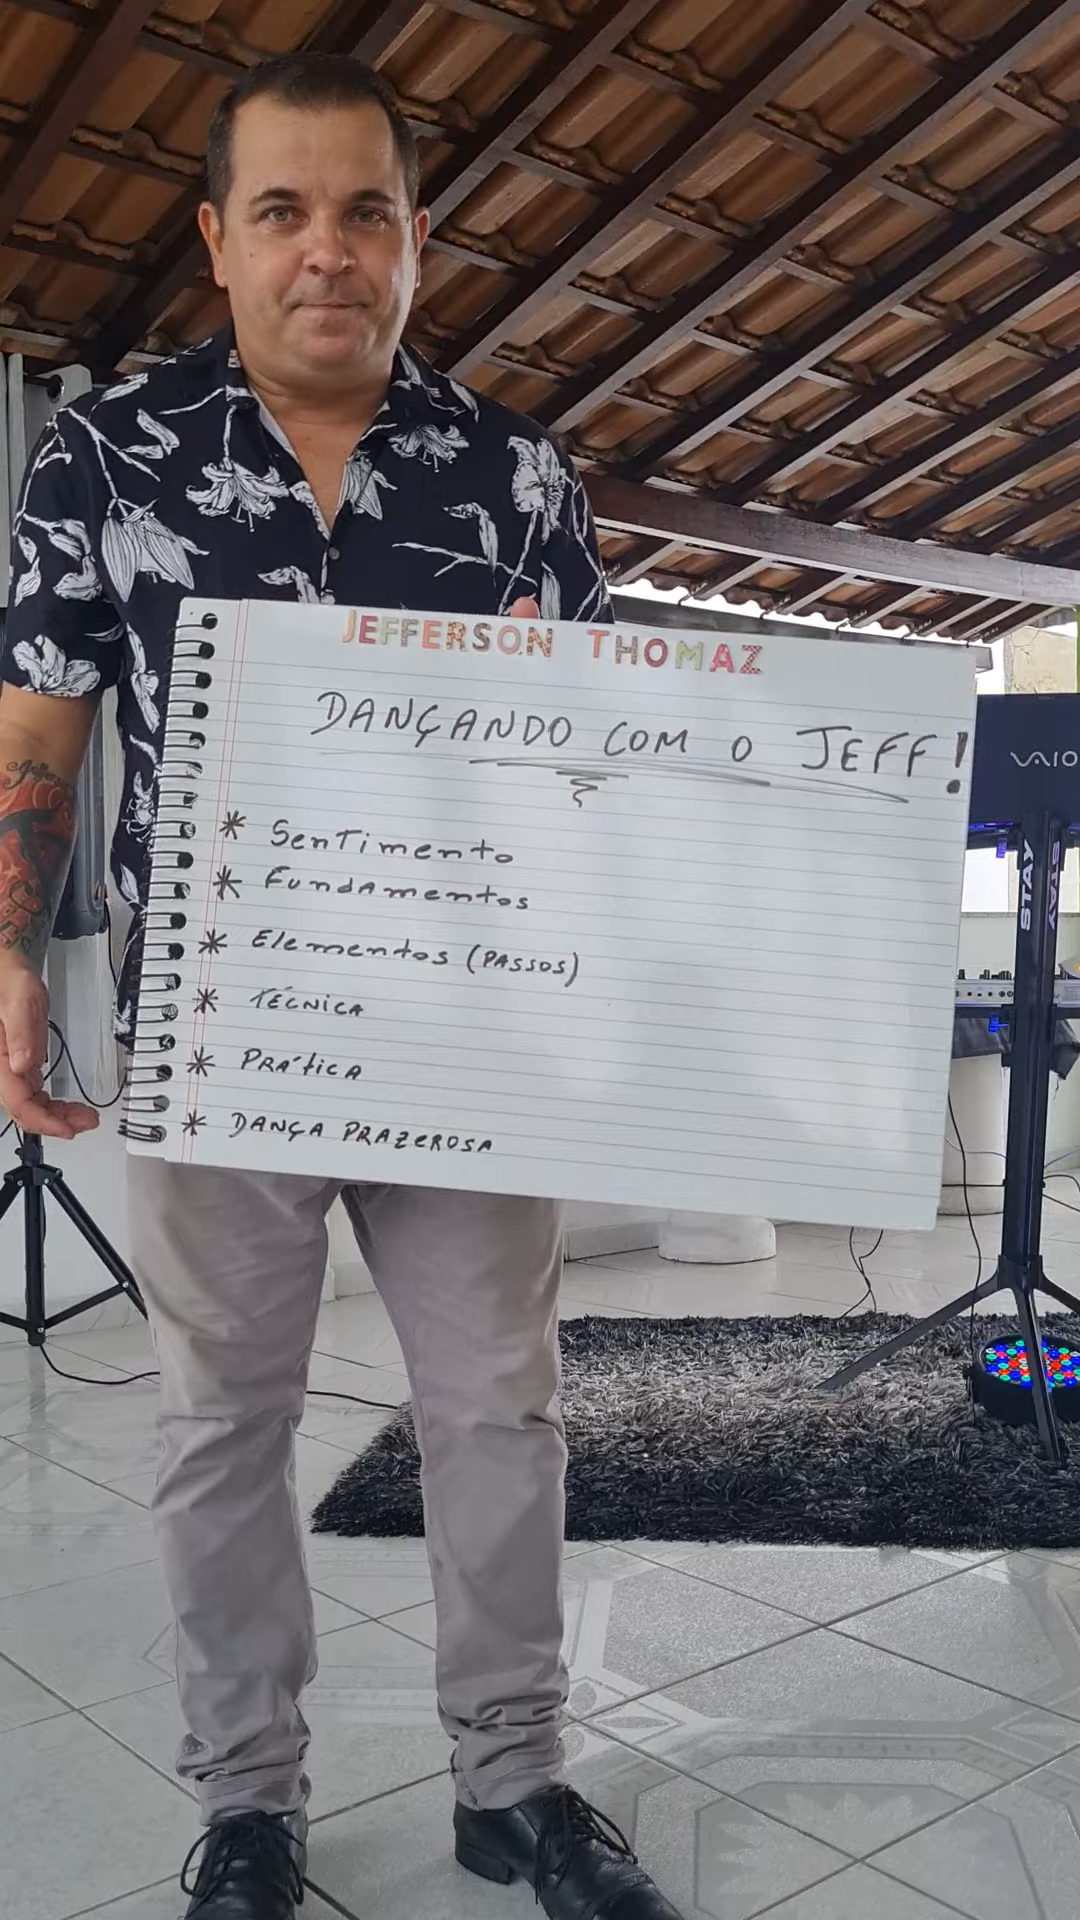 JEFFERSON THOMAZ
DANÇANDO COM O JEFF!
* Sentimento
* Fundamentos
* Elementos (PASSOS)
* TÉCNICA
* PRÁtICA
* DANÇA PRAZEROSA
VAIO
STAY
STAY